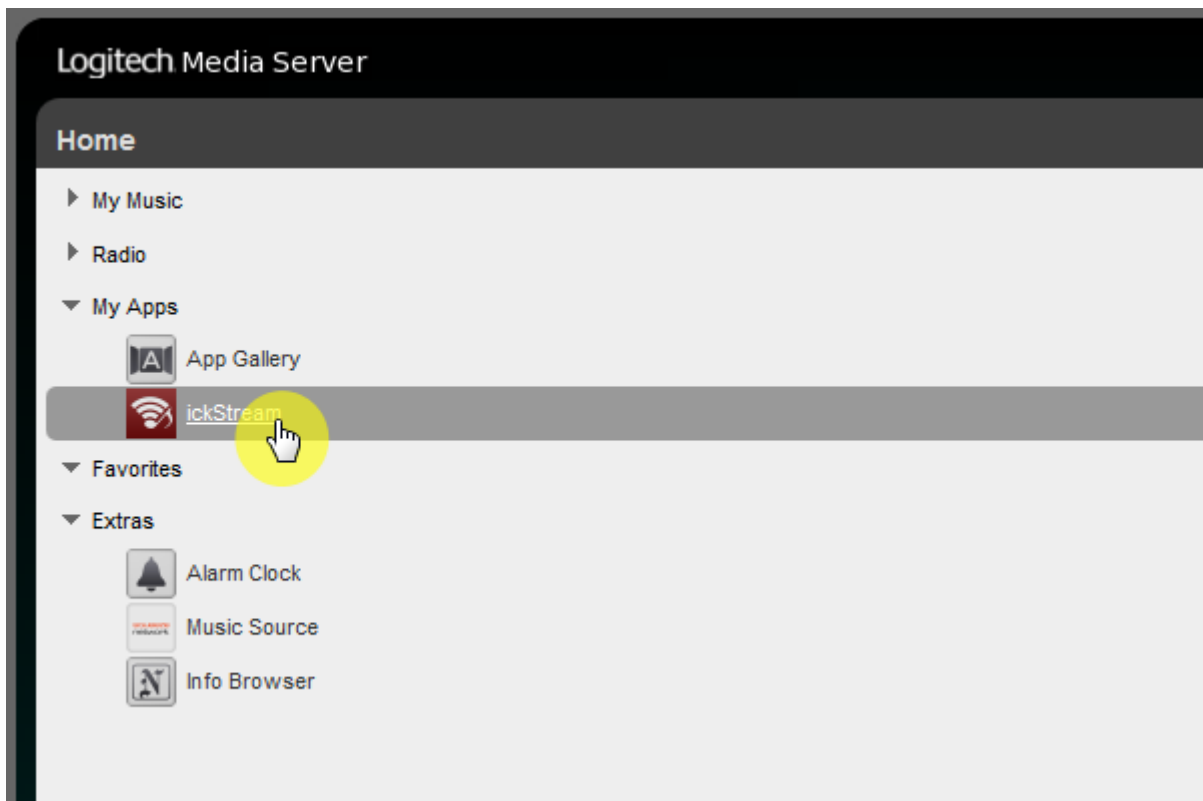 Logitech Media Server
Home
My Music
Radio
My Apps
App Gallery
ickStream
Favorites
Extras
Alarm Clock
Music Source
Info Browser